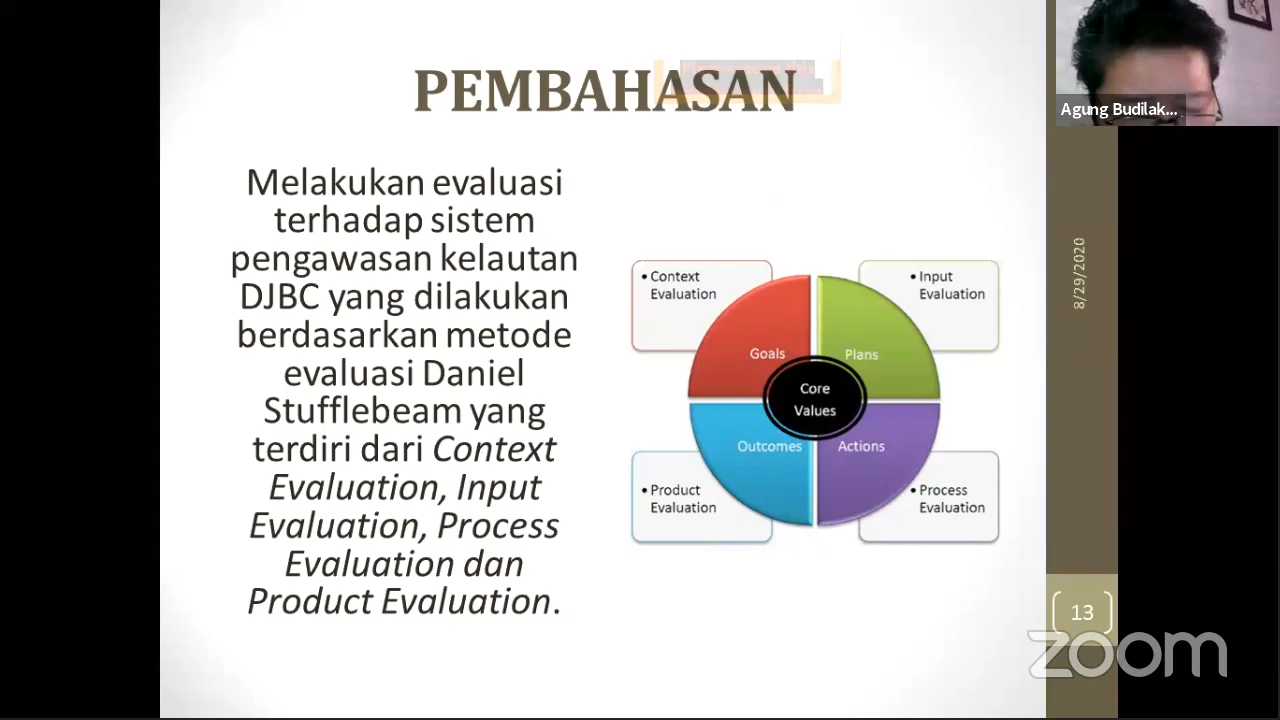 PEMBAHASAN
Melakukan evaluasi
terhadap sistem
pengawasan kelautan
DJBC yang dilakukan
berdasarkan metode
evaluasi Daniel
Stufflebeam yang
terdiri dari Context
Evaluation, Input
Evaluation, Process
Evaluation dan
Product Evaluation.
• Context
Evaluation
• Input
Evaluation
Goals
Plans
Core
Values
Outcomes
Actions
• Product
Evaluation
• Process
Evaluation
Agung Budilak...
8/29/2020
13
zoom